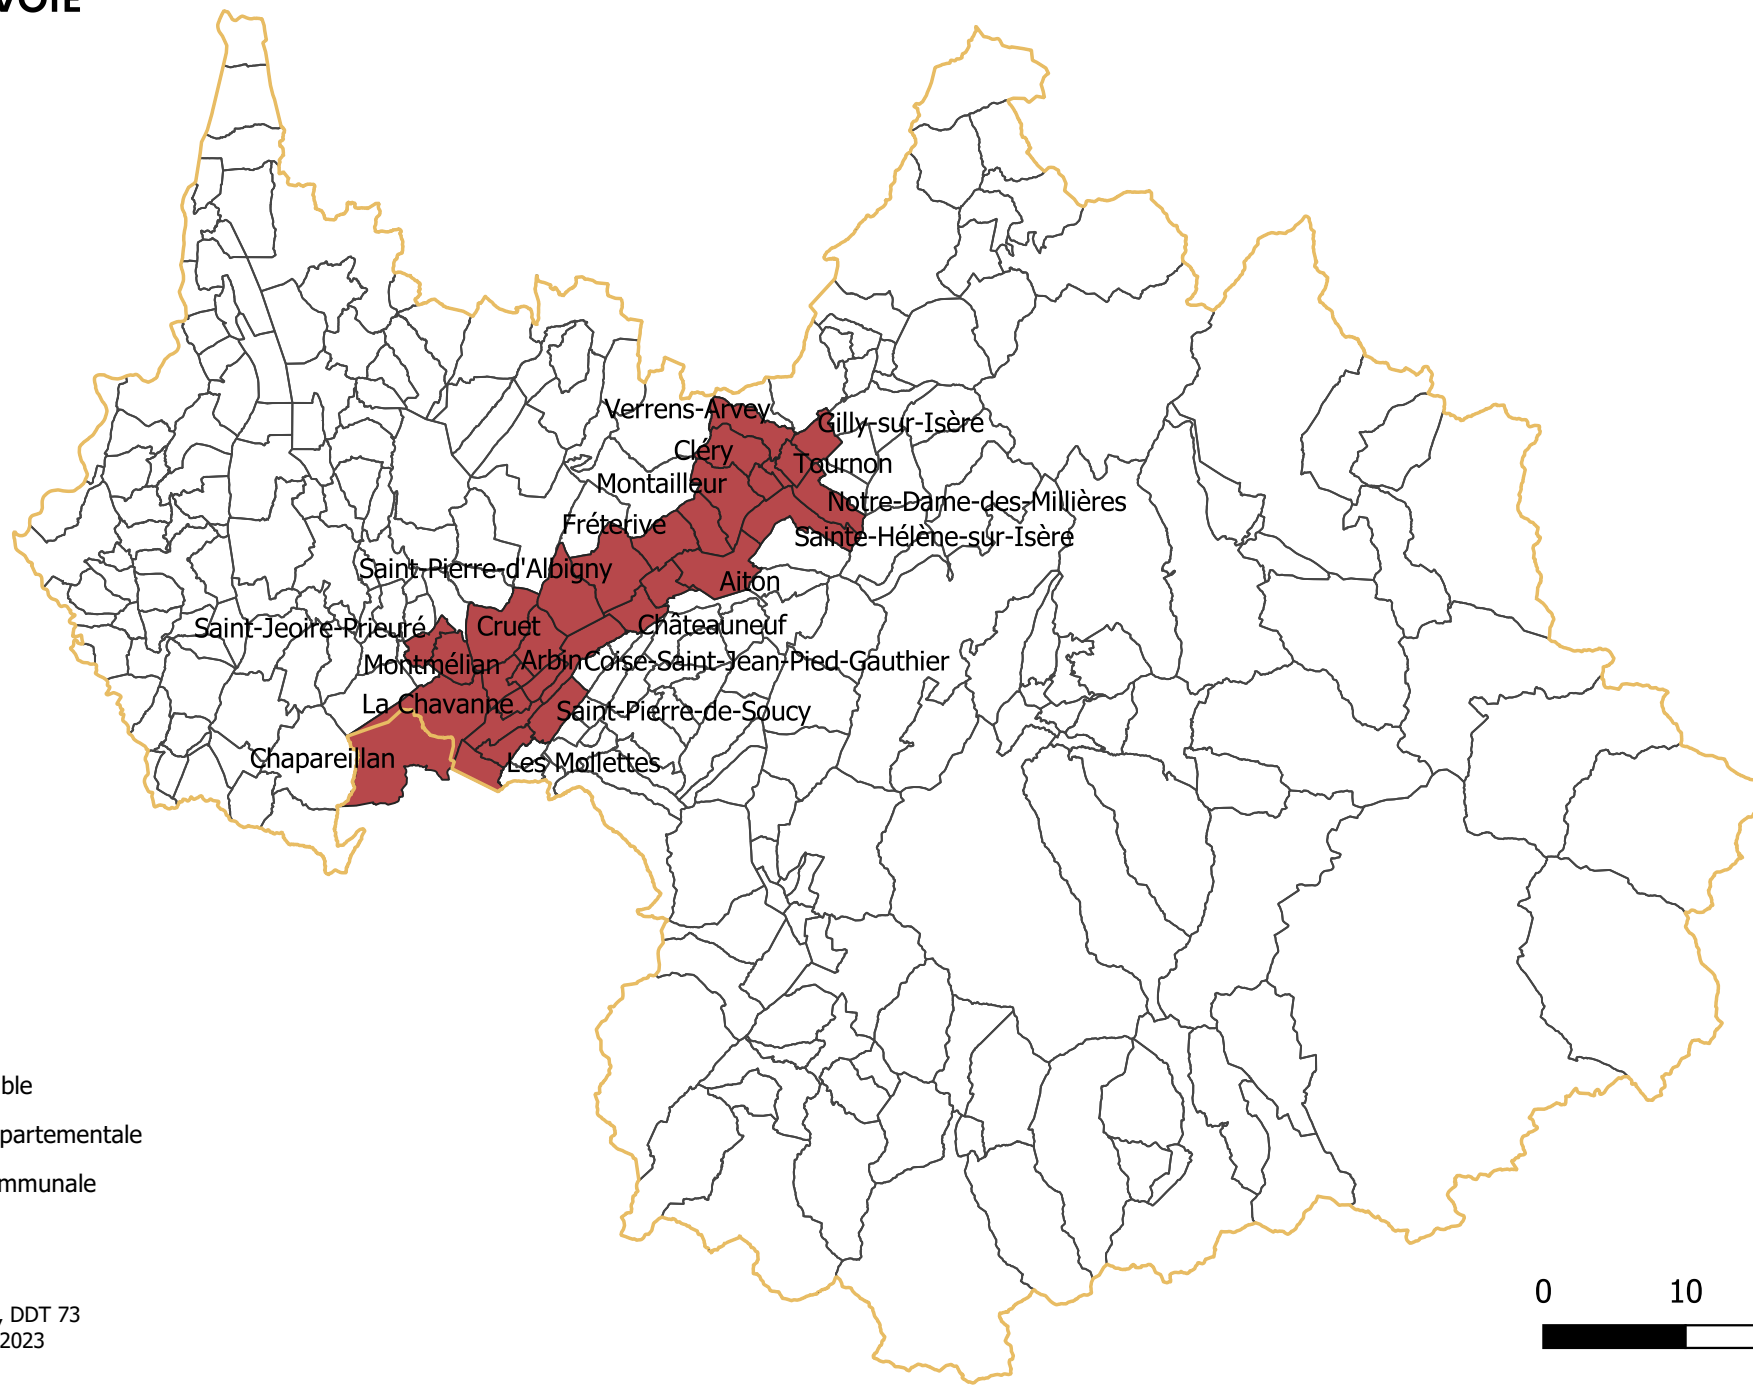 VOIE
Verrens-Arvey
Gilly-sur-Isère
Cléry
Tournon
Montailleur
Notre-Dame-des-Millières
Fréterive
Sainte-Hélène-sur-Isère
Saint-Pierre-d'Albigny
Aiton
Saint-Jeoire-Prieuré
Cruet
Châteauneuf
Montmélian
Arbin
Coise-Saint-Jean-Pied-Gauthier
La Chavanne
Saint-Pierre-de-Soucy
Chapareillan
Les Mollettes
ble
partementale
mmunale
, DDT 73
2023
0 10